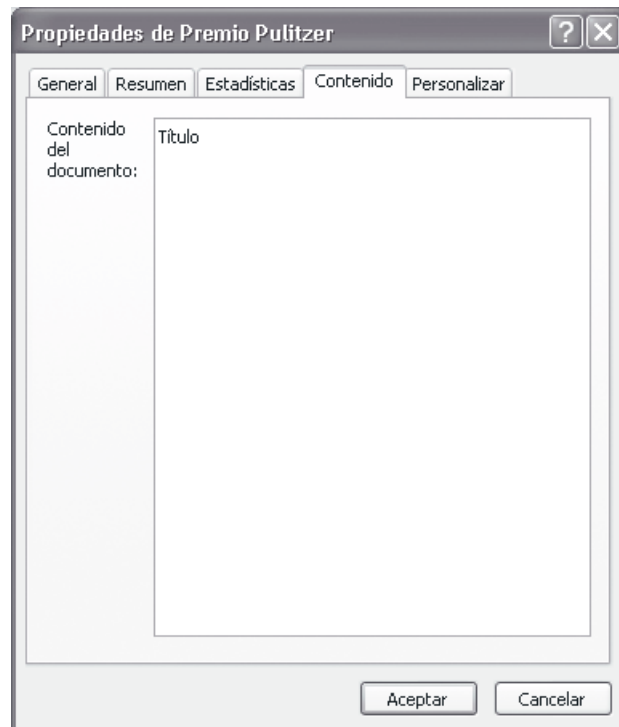 Propiedades de Premio Pulitzer
General Resumen Estadísticas Contenido Personalizar
Contenido
del
documento:
Título
Aceptar Cancelar